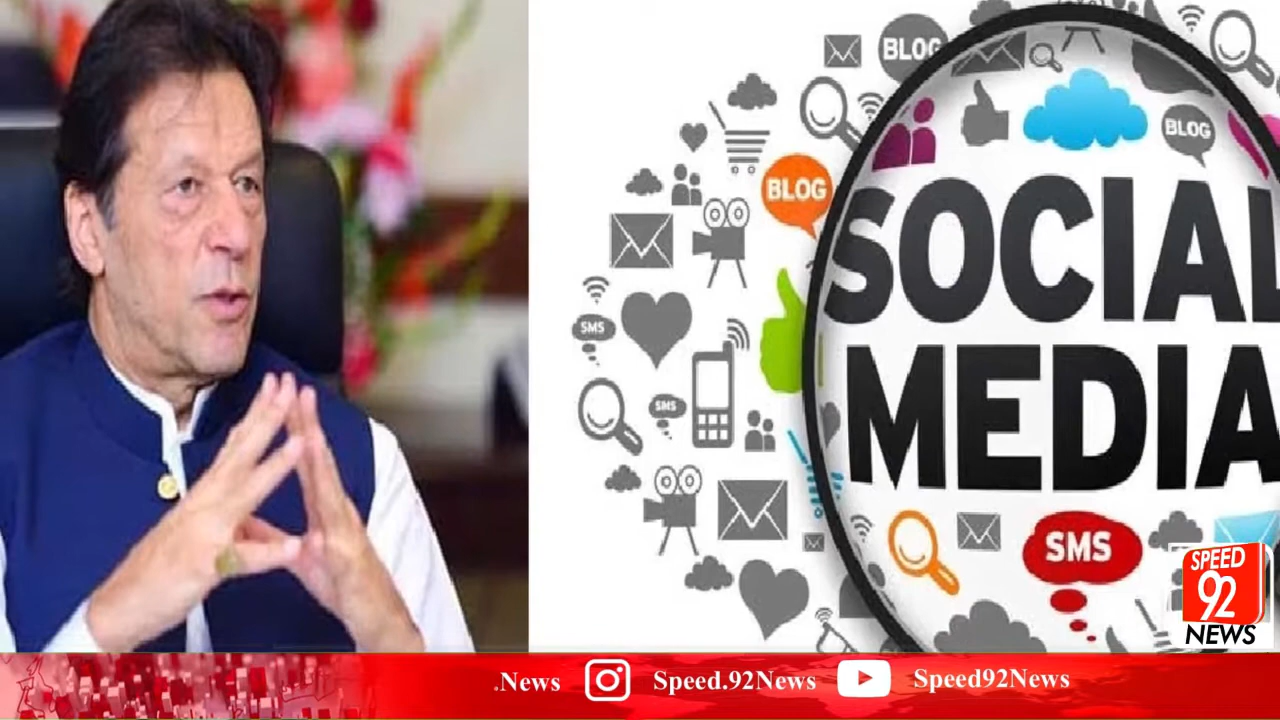 BLOG
BLOG
BLOG
SOCIAL
MEDIA
SMS
SMS
SMS
SPEED
92
NEWS
.News
Speed.92News
Speed92News